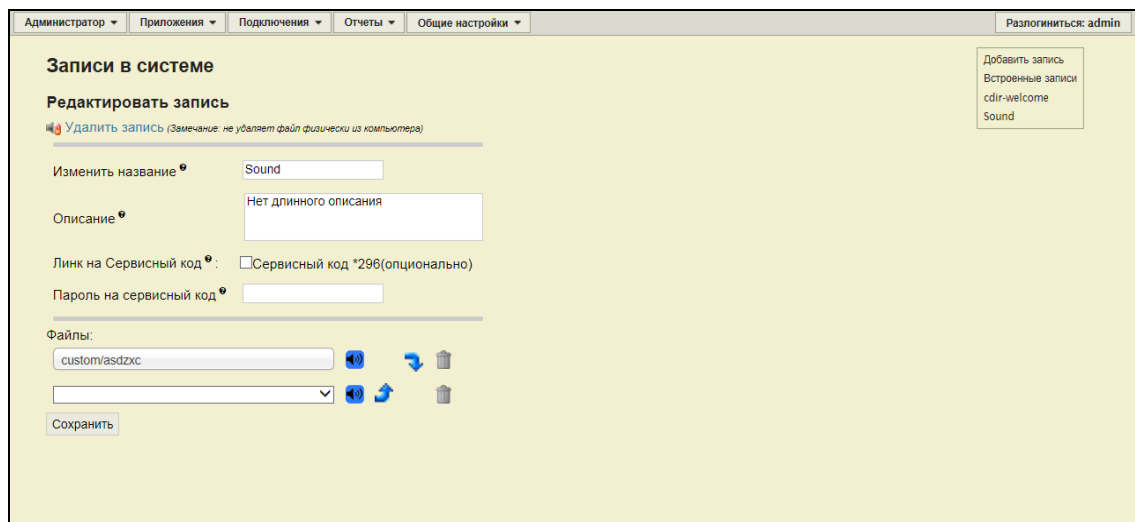 Администратор Приложения Подключения Отчеты Общие настройки Разлогиниться: admin
Записи в системе
Добавить запись
Встроенные записи
cdir-welcome
Sound
Редактировать запись
Удалить запись (Замечание: не удаляет файл физически из компьютера)
Изменить название Sound
Описание Нет длинного описания
Линк на Сервисный код : Сервисный код *296(опционально)
Пароль на сервисный код
Файлы:
custom/asdzxc
Сохранить